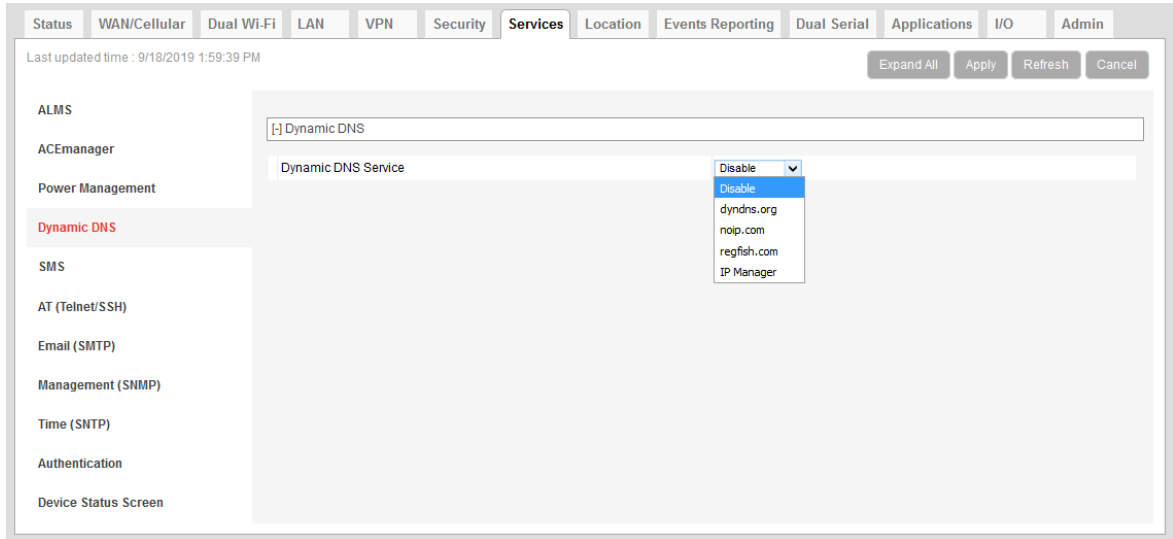 Status WAN/Cellular Dual Wi-Fi LAN VPN Security Services Location Events Reporting Dual Serial Applications I/O Admin
Last updated time : 9/18/2019 1:59:39 PM
Expand All Apply Refresh Cancel
ALMS
ACEmanager
Power Management
Dynamic DNS
SMS
AT (Telnet/SSH)
Email (SMTP)
Management (SNMP)
Time (SNTP)
Authentication
Device Status Screen
[-] Dynamic DNS
Dynamic DNS Service Disable
Disable
dyndns.org
noip.com
regfish.com
IP Manager